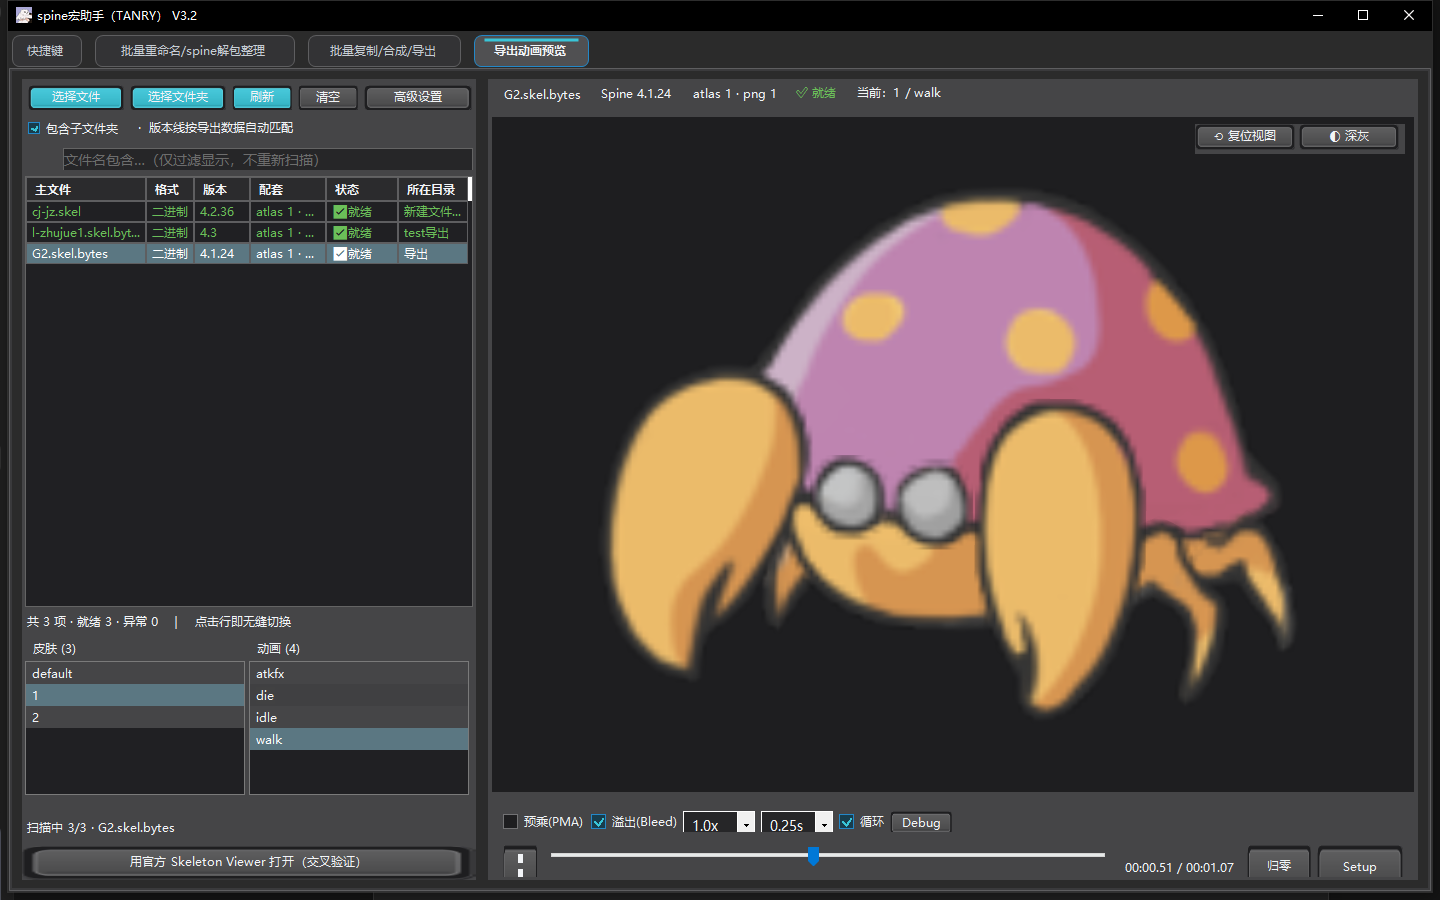 spine宏助手（TANRY） V3.2
快捷键 批量重命名/spine解包整理 批量复制/合成/导出 导出动画预览
选择文件 选择文件夹 刷新 清空 高级设置
包含子文件夹 · 版本线按导出数据自动匹配
文件名包含...（仅过滤显示，不重新扫描）
主文件 格式 版本 配套 状态 所在目录
cj-jz.skel 二进制 4.2.36 atlas 1 · ... 就绪 新建文件...
l-zhujue1.skel.byt... 二进制 4.3 atlas 1 · ... 就绪 test导出
G2.skel.bytes 二进制 4.1.24 atlas 1 · ... 就绪 导出
共 3 项 · 就绪 3 · 异常 0 | 点击行即无缝切换
皮肤 (3)
default
1
2
动画 (4)
atkfx
die
idle
walk
扫描中 3/3 · G2.skel.bytes
用官方 Skeleton Viewer 打开（交叉验证）
G2.skel.bytes Spine 4.1.24 atlas 1 · png 1 就绪 当前：1 / walk
复位视图 深灰
预乘(PMA) 溢出(Bleed) 1.0x 0.25s 循环 Debug
00:00.51 / 00:01.07 归零 Setup